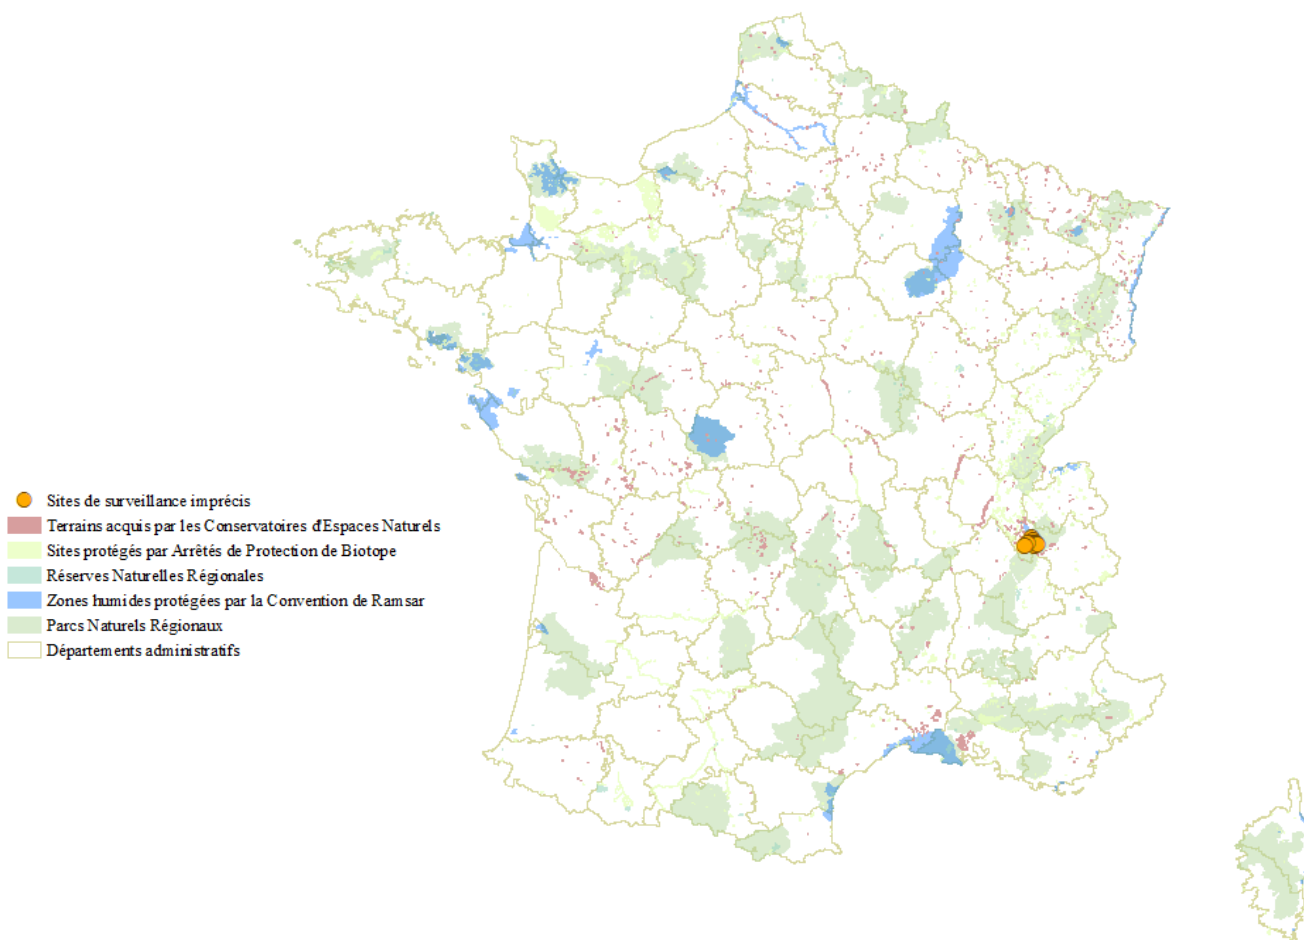 Sites de surveillance imprécis
Terrains acquis par les Conservatoires d'Espaces Naturels
Sites protégés par Arrêtés de Protection de Biotope
Réserves Naturelles Régionales
Zones humides protégées par la Convention de Ramsar
Parcs Naturels Régionaux
Départements administratifs